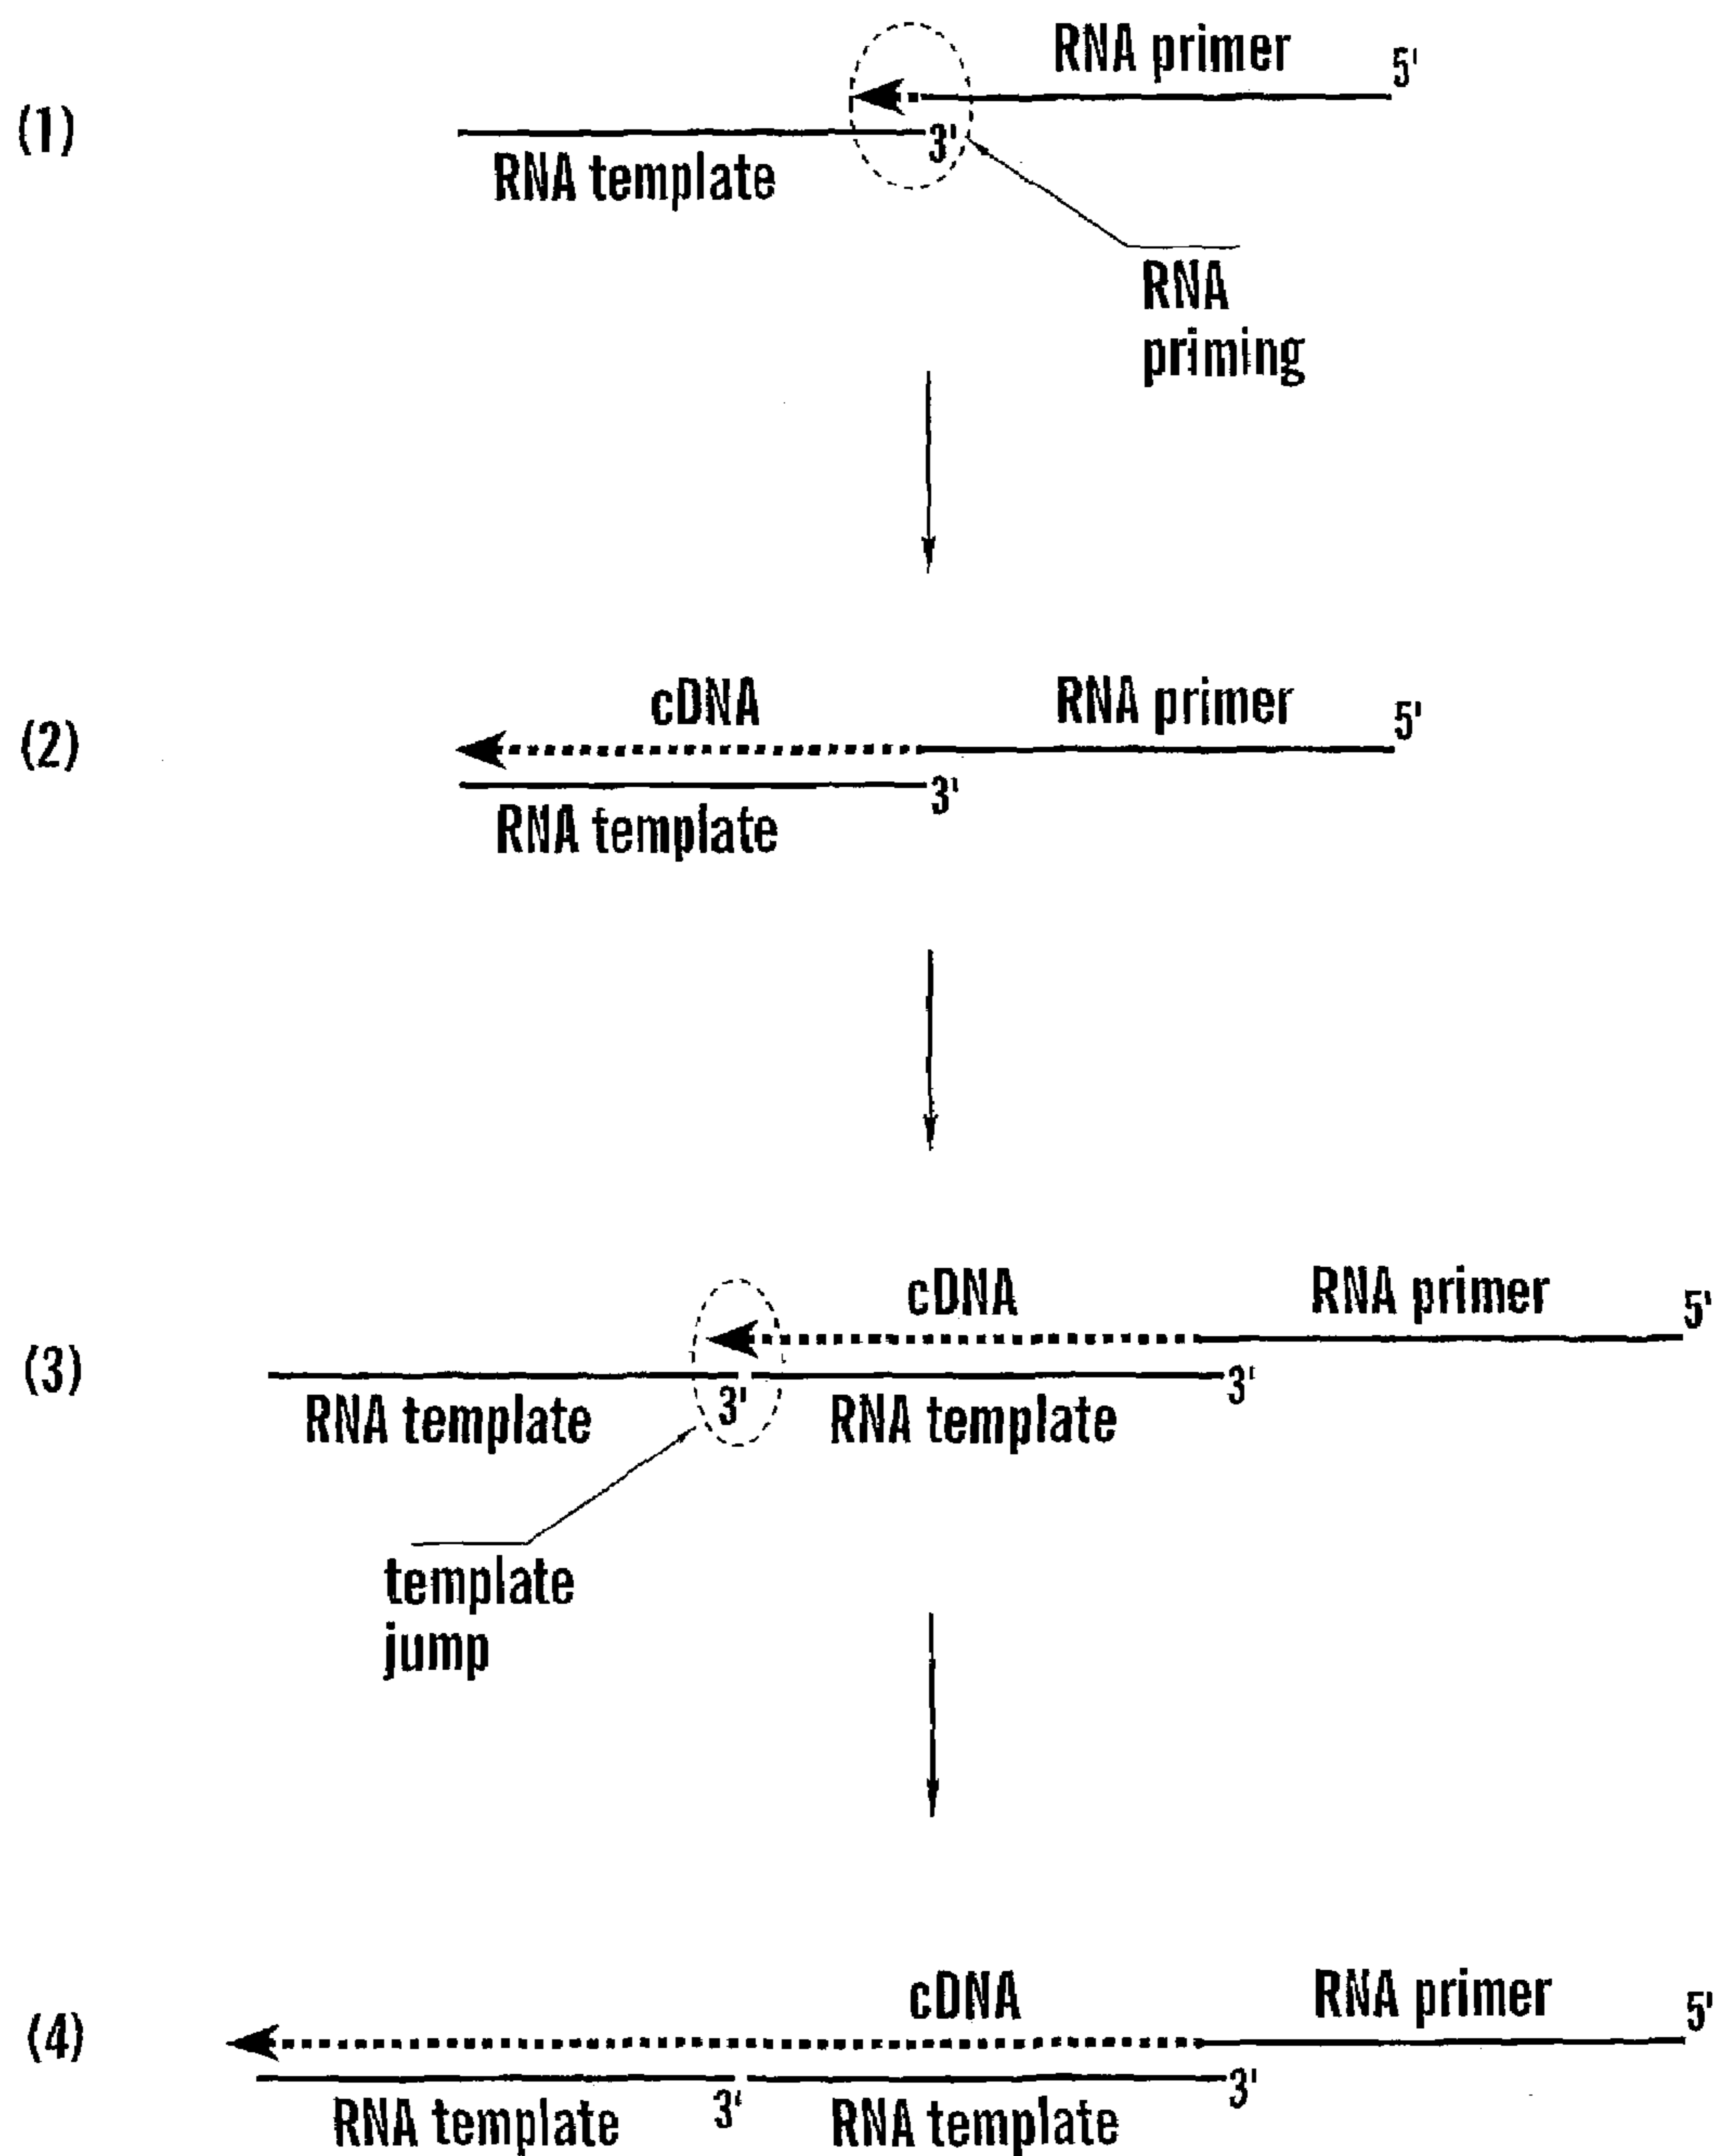 (1)
RNA primer
5'
3'
RNA template
RNA
priming
(2)
cDNA
RNA primer
5'
3'
RNA template
(3)
cDNA
RNA primer
5'
3'
3'
RNA template
RNA template
template
jump
(4)
cDNA
RNA primer
5'
3'
3'
RNA template
RNA template